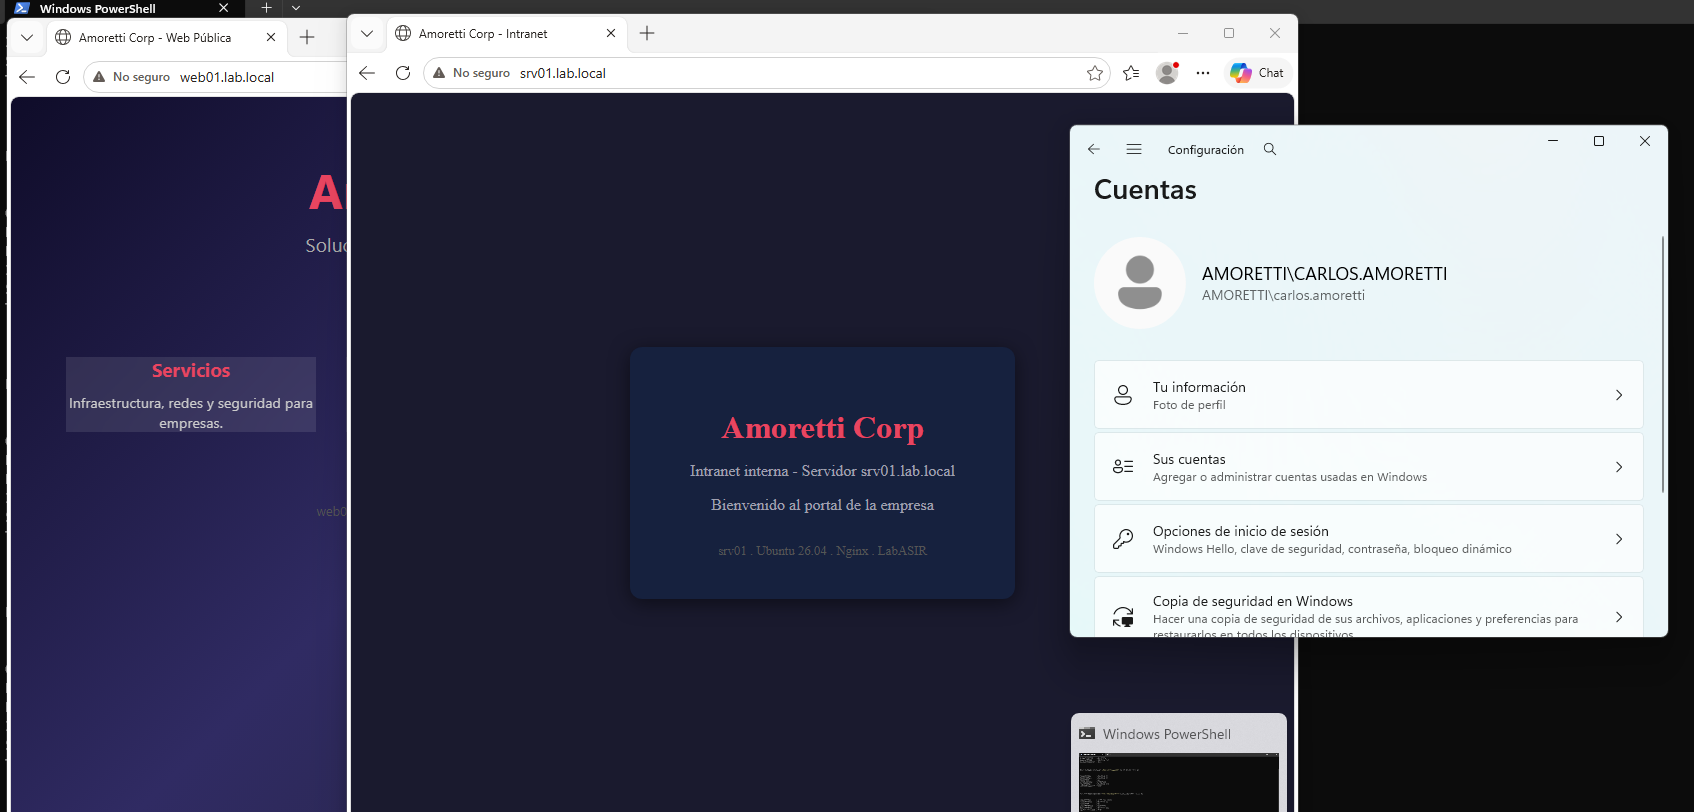 Windows PowerShell
Amoretti Corp - Web Pública
No seguro web01.lab.local
Servicios
Infraestructura, redes y seguridad para
empresas.
Amoretti Corp - Intranet
No seguro srv01.lab.local
Chat
Amoretti Corp
Intranet interna - Servidor srv01.lab.local
Bienvenido al portal de la empresa
srv01 . Ubuntu 26.04 . Nginx . LabASIR
Configuración
Cuentas
AMORETTI\CARLOS.AMORETTI
AMORETTI\carlos.amoretti
Tu información
Foto de perfil
Sus cuentas
Agregar o administrar cuentas usadas en Windows
Opciones de inicio de sesión
Windows Hello, clave de seguridad, contraseña, bloqueo dinámico
Copia de seguridad en Windows
Hacer una copia de seguridad de sus archivos, aplicaciones y preferencias para
restaurarlos en todos los dispositivos
Windows PowerShell